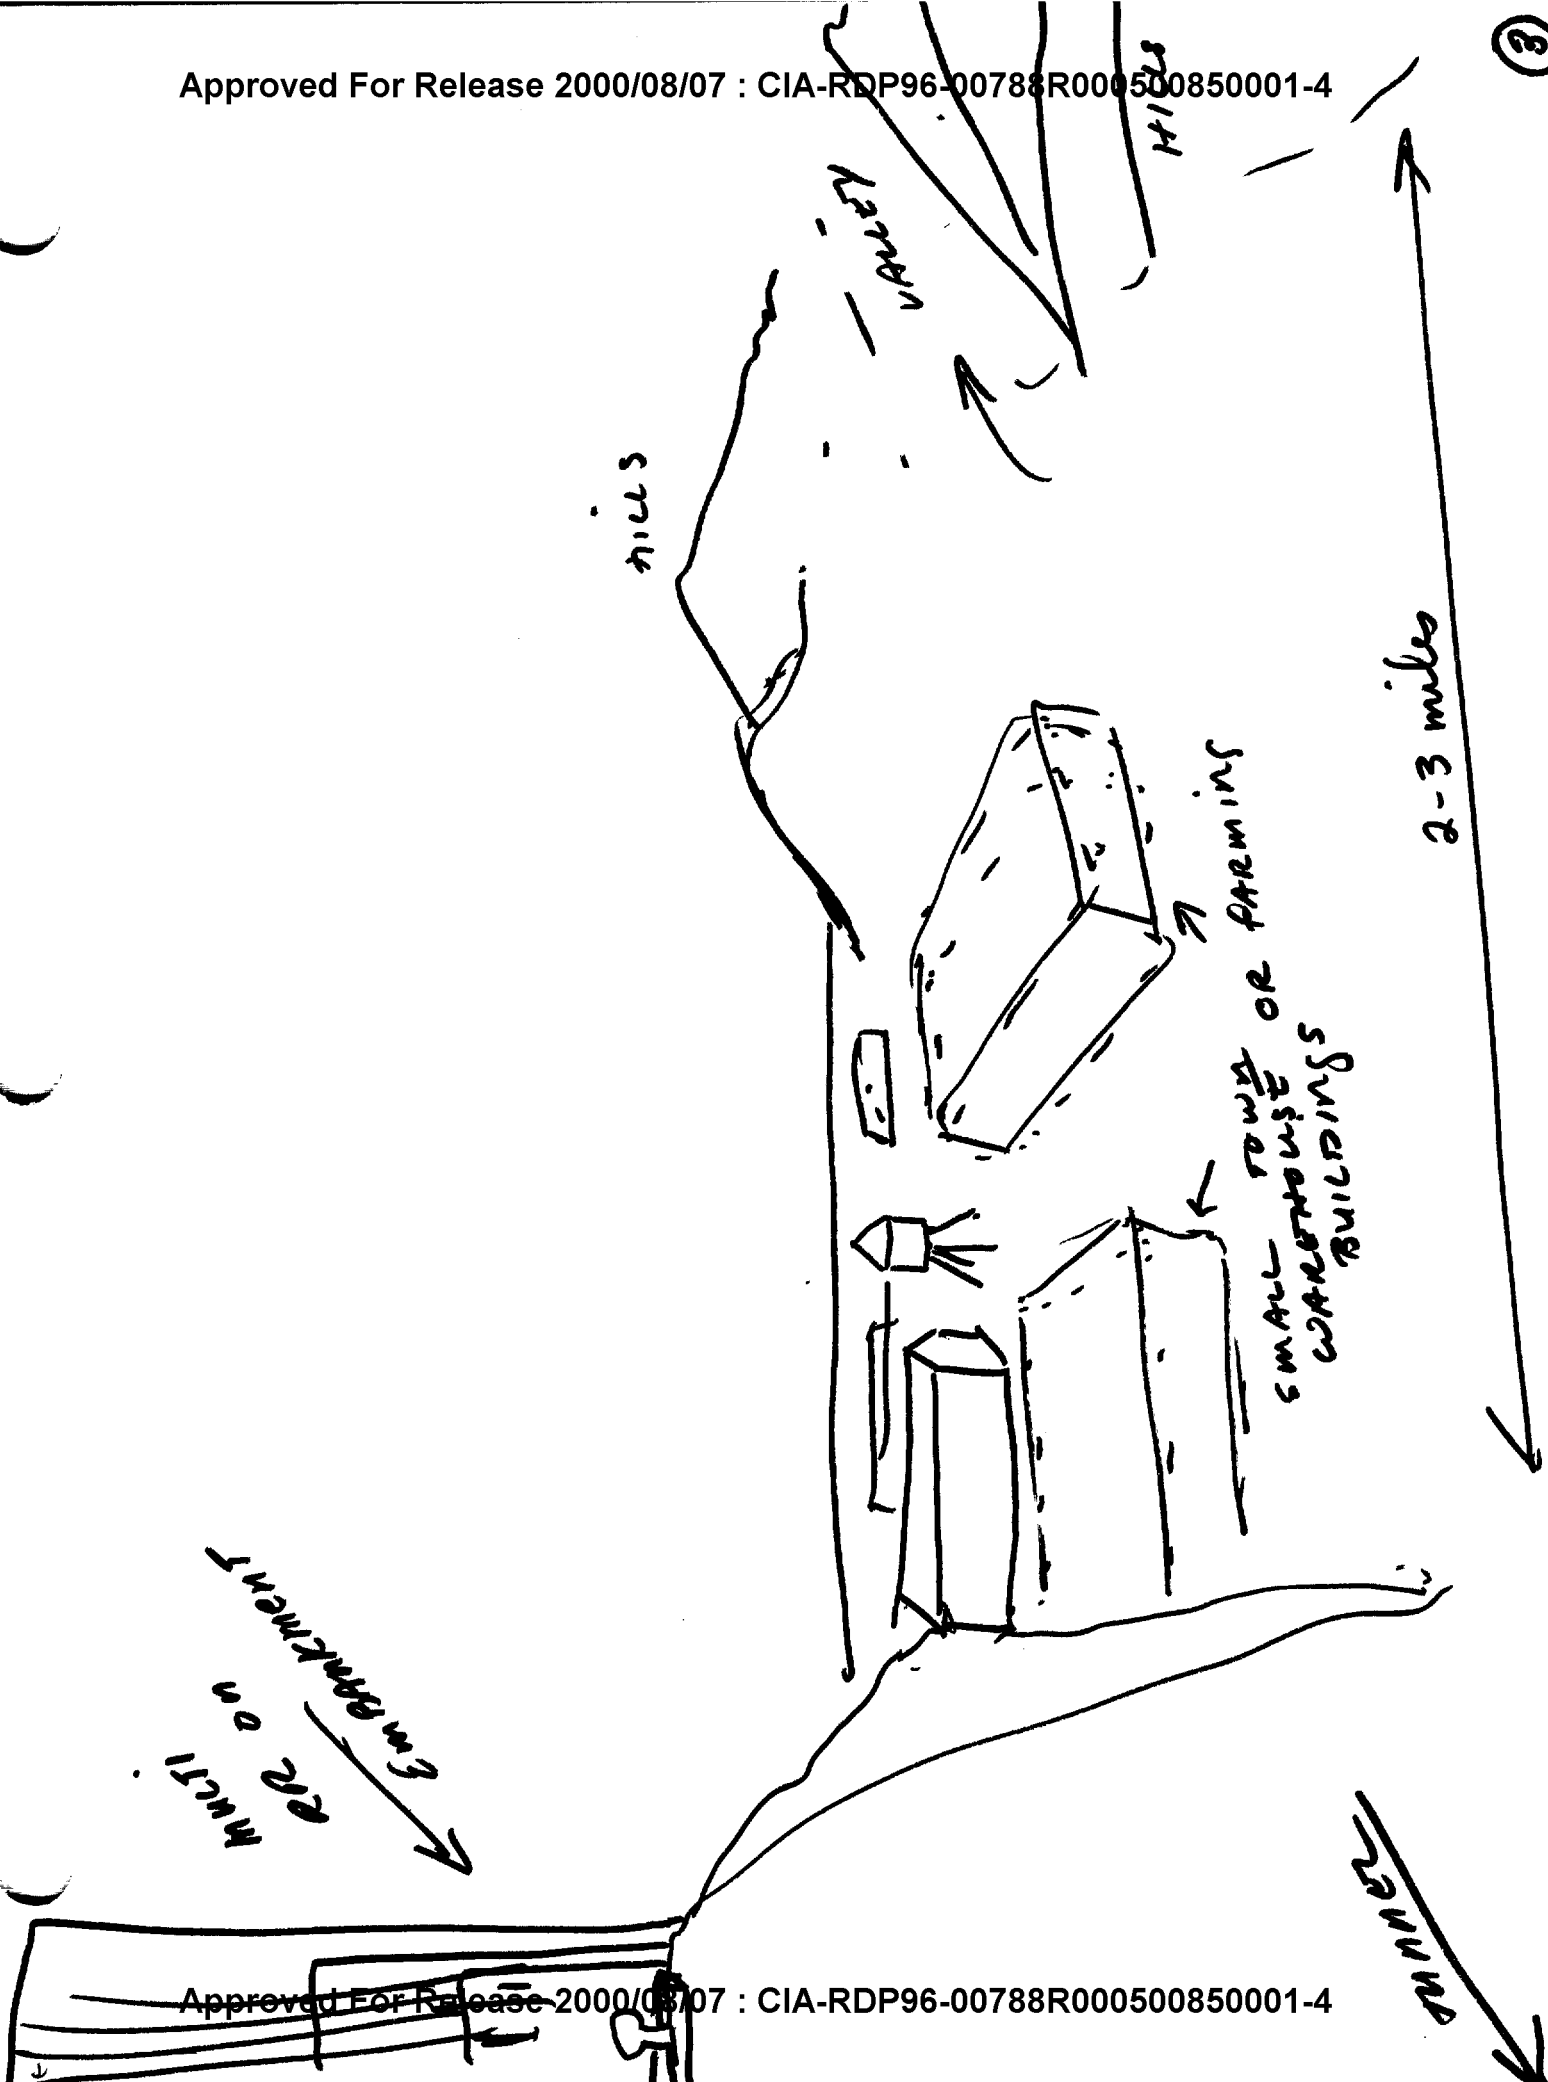 Approved For Release 2000/08/07 : CIA-RDP96-00788R000500850001-4
3
HILLS
VALLEY
HILLS
2-3 miles
SMALL TOWN OR FARMING
WAREHOUSE
BUILDINGS
MULTI
RR ON
EMBANKMENT
Approved For Release 2000/08/07 : CIA-RDP96-00788R000500850001-4